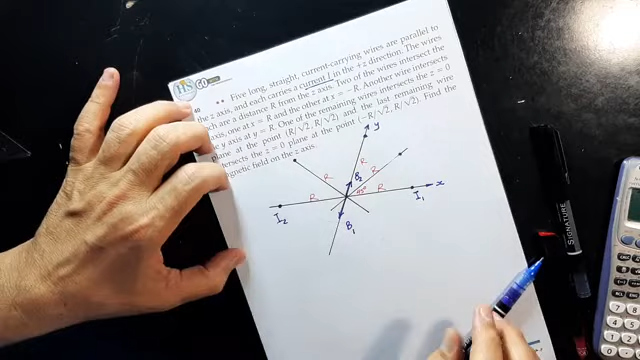 HS
GO
40 ** Five long, straight, current-carrying wires are parallel to
the z axis, and each carries a current I in the +z direction. The wires
each are a distance R from the z axis. Two of the wires intersect the
x axis, one at x = R and the other at x = −R. Another wire intersects
the y axis at y = R. One of the remaining wires intersects the z = 0
plane at the point (R/√2, R/√2) and the last remaining wire
intersects the z = 0 plane at the point (−R/√2, R/√2). Find the
magnetic field on the z axis.
y
R
R
R
B₂
R
45°
R
x
I₂
I₁
B₁
SIGNATURE